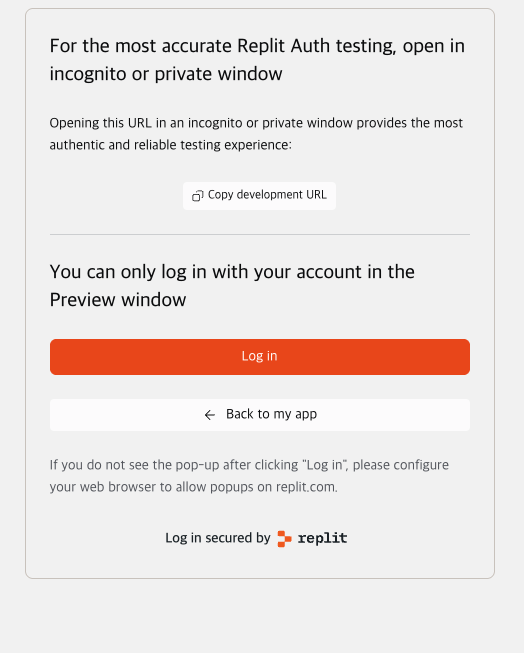 For the most accurate Replit Auth testing, open in
incognito or private window
Opening this URL in an incognito or private window provides the most
authentic and reliable testing experience:
Copy development URL
You can only log in with your account in the
Preview window
Log in
← Back to my app
If you do not see the pop-up after clicking "Log in", please configure
your web browser to allow popups on replit.com.
Log in secured by replit